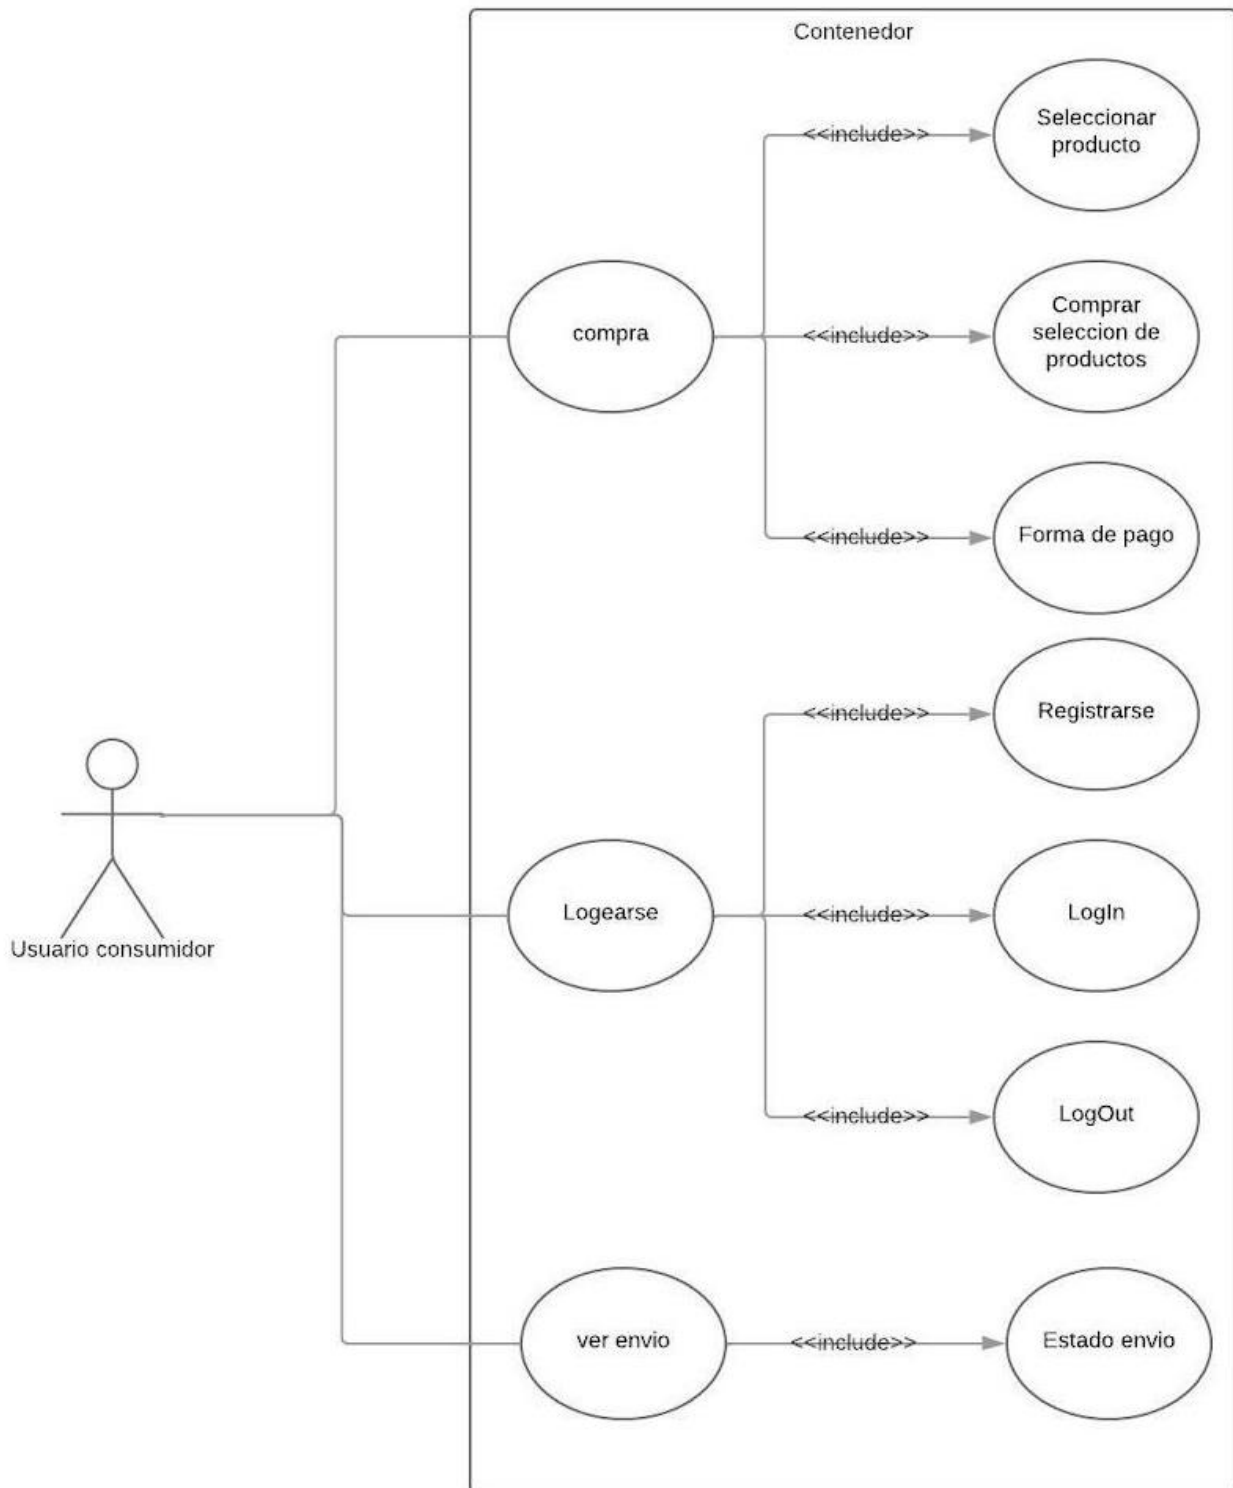 Contenedor
<<include>>
Seleccionar
producto
compra
<<include>>
Comprar
seleccion de
productos
<<include>>
Forma de pago
<<include>>
Registrarse
Usuario consumidor
Logearse
<<include>>
LogIn
<<include>>
LogOut
ver envio
<<include>>
Estado envio